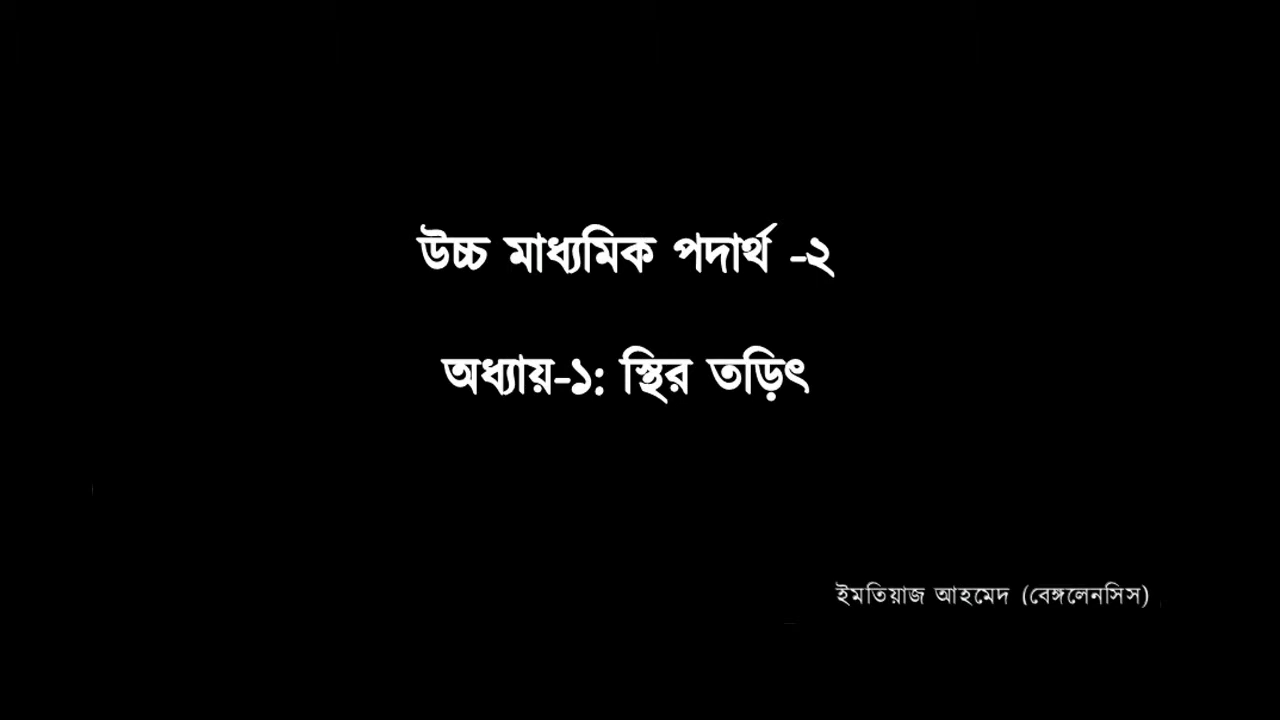 উচ্চ মাধ্যমিক পদার্থ -২
অধ্যায়-১: স্থির তড়িৎ
ইমতিয়াজ আহমেদ (বেঙ্গলেনসিস)